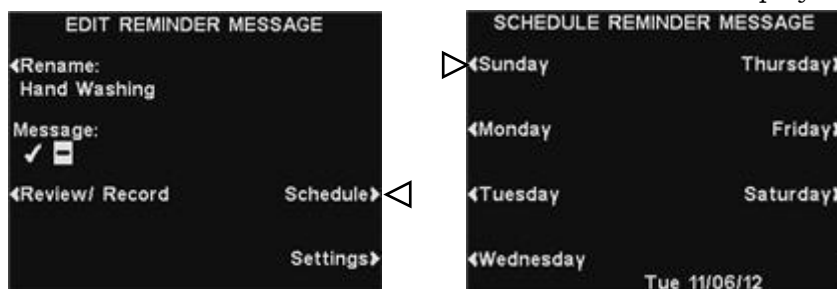 EDIT REMINDER MESSAGE
Rename:
Hand Washing
Message:
Review/ Record
Schedule
Settings
SCHEDULE REMINDER MESSAGE
Sunday
Thursday
Monday
Friday
Tuesday
Saturday
Wednesday
Tue 11/06/12